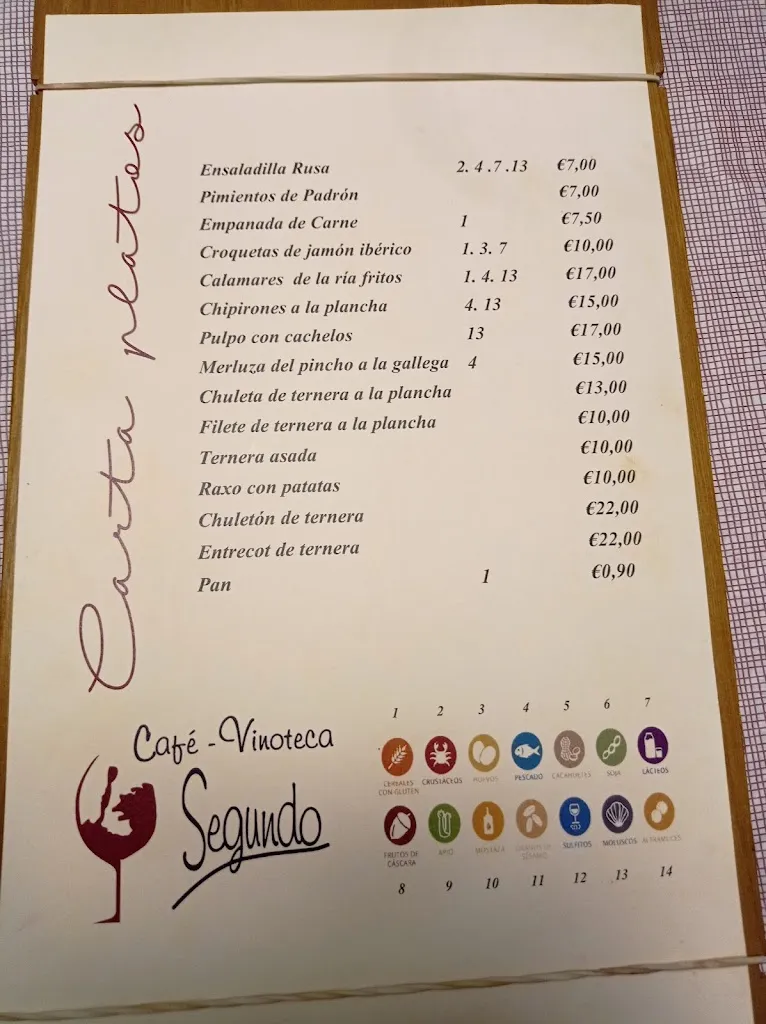 Carta platos
Ensaladilla Rusa 2. 4 .7 .13 €7,00
Pimientos de Padrón €7,00
Empanada de Carne 1 €7,50
Croquetas de jamón ibérico 1. 3. 7 €10,00
Calamares de la ría fritos 1. 4. 13 €17,00
Chipirones a la plancha 4. 13 €15,00
Pulpo con cachelos 13 €17,00
Merluza del pincho a la gallega 4 €15,00
Chuleta de ternera a la plancha €13,00
Filete de ternera a la plancha €10,00
Ternera asada €10,00
Raxo con patatas €10,00
Chuletón de ternera €22,00
Entrecot de ternera €22,00
Pan 1 €0,90
Café - Vinoteca
Segundo
1 2 3 4 5 6 7
CEREALES CRUSTÁCEOS HUEVOS PESCADO CACAHUETES SOJA LÁCTEOS
CON GLUTEN
FRUTOS DE APIO MOSTAZA GRANOS DE SULFITOS MOLUSCOS ALTRAMUCES
CÁSCARA SÉSAMO
8 9 10 11 12 13 14